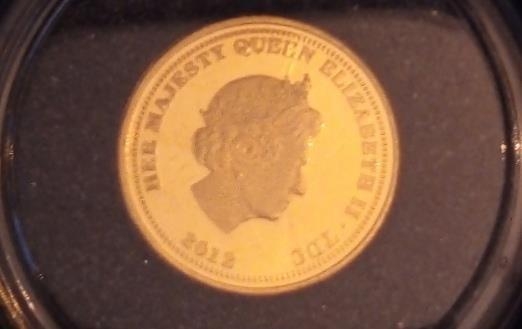 HER MAJESTY QUEEN ELIZABETH II · TDC
2012